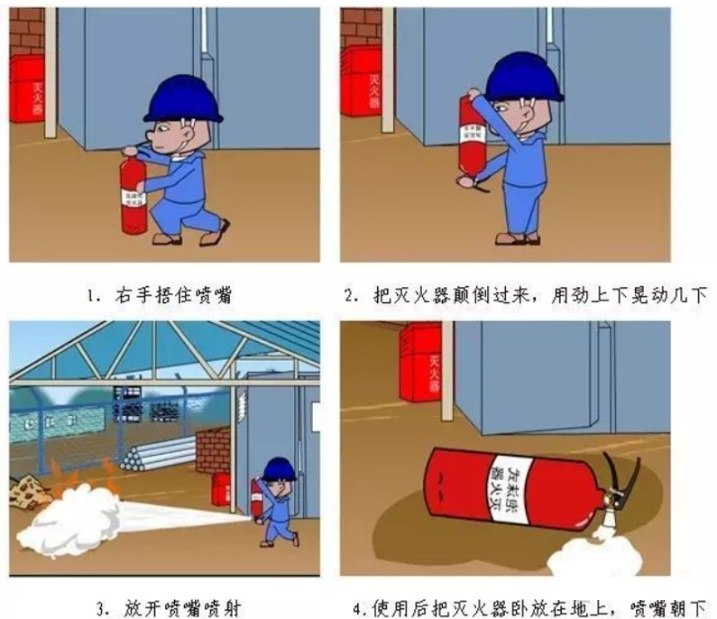 灭火器
灭火器
1. 右手捂住喷嘴
2. 把灭火器颠倒过来，用劲上下晃动几下
灭火器
3. 放开喷嘴喷射
4.使用后把灭火器卧放在地上，喷嘴朝下